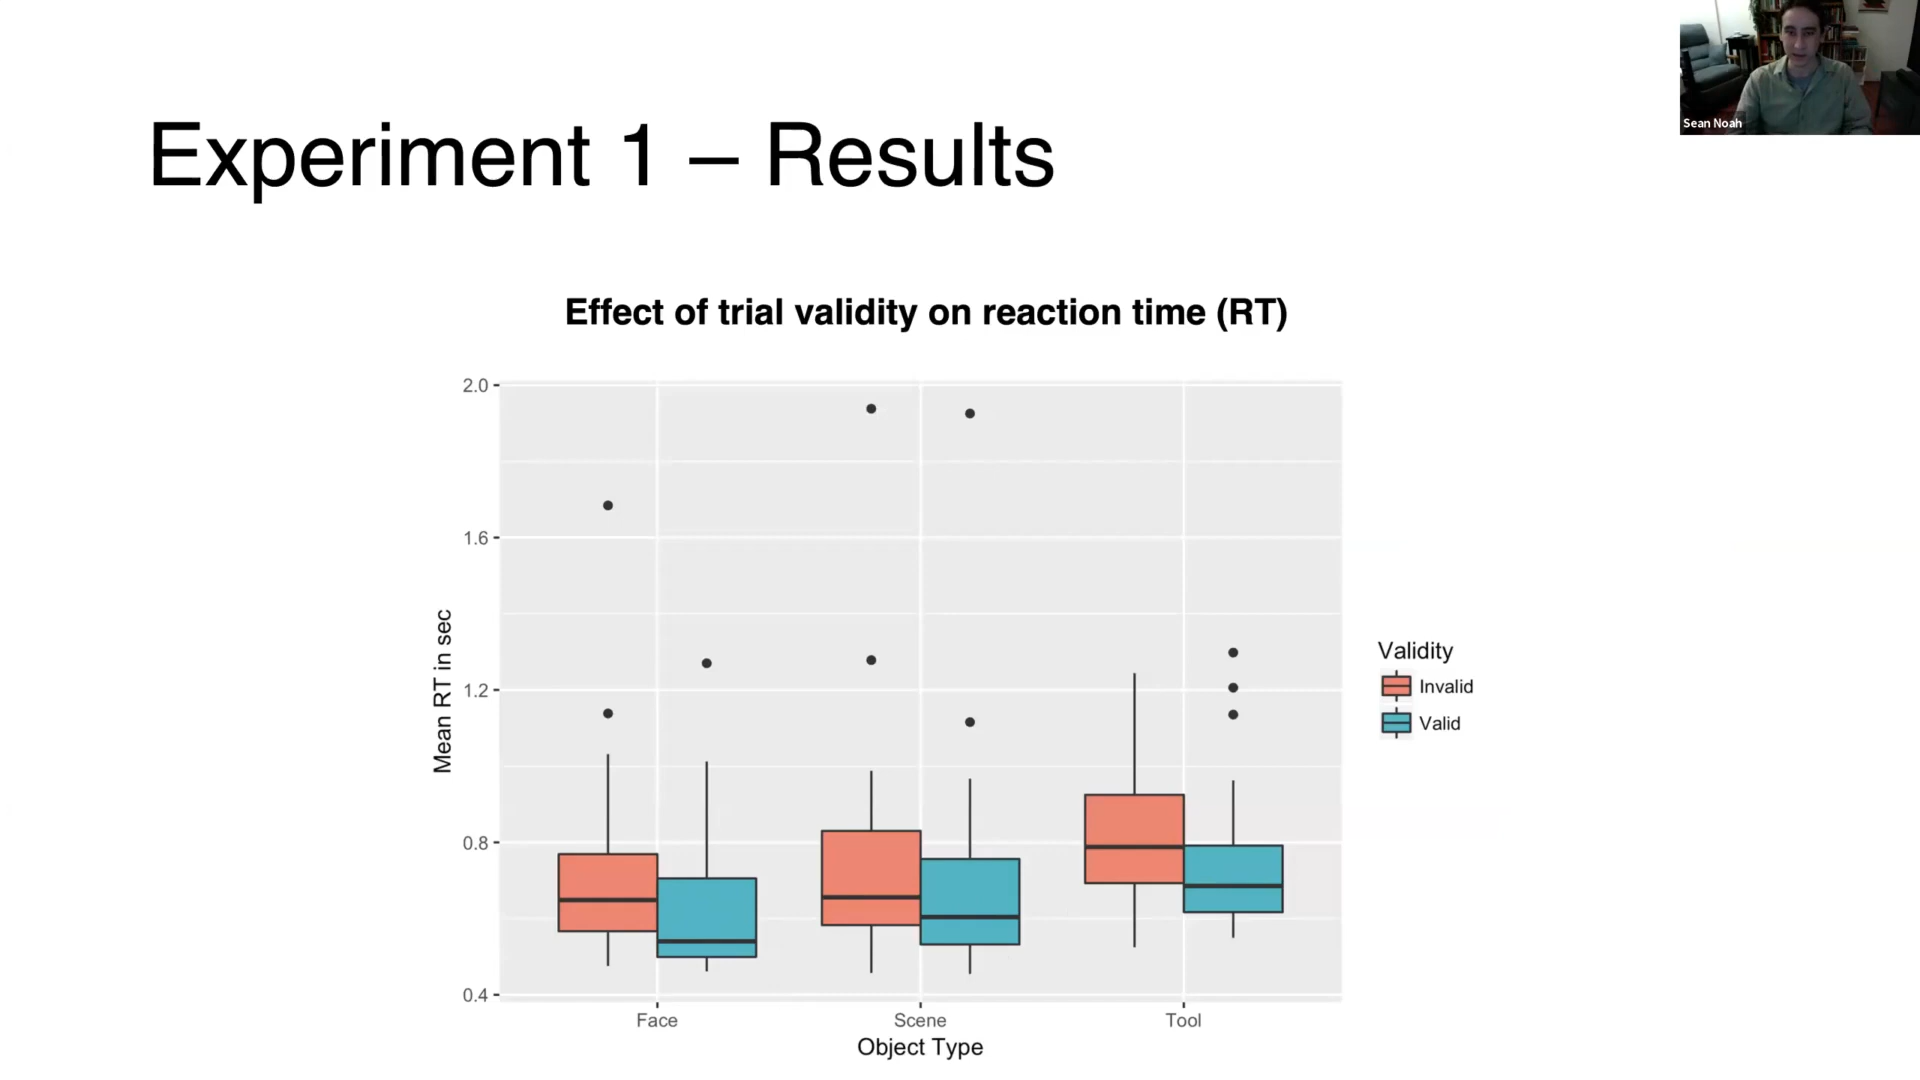 Sean Noah
Experiment 1 – Results
Effect of trial validity on reaction time (RT)
2.0
1.6
1.2
0.8
0.4
Mean RT in sec
Face
Scene
Tool
Object Type
Validity
Invalid
Valid